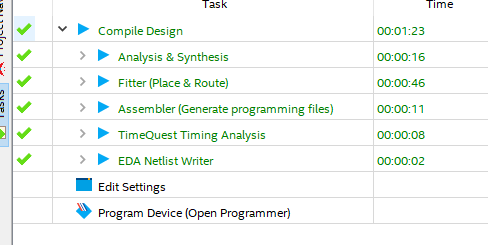 Task Time
Compile Design 00:01:23
Analysis & Synthesis 00:00:16
Fitter (Place & Route) 00:00:46
Assembler (Generate programming files) 00:00:11
TimeQuest Timing Analysis 00:00:08
EDA Netlist Writer 00:00:02
Edit Settings
Program Device (Open Programmer)
Tasks